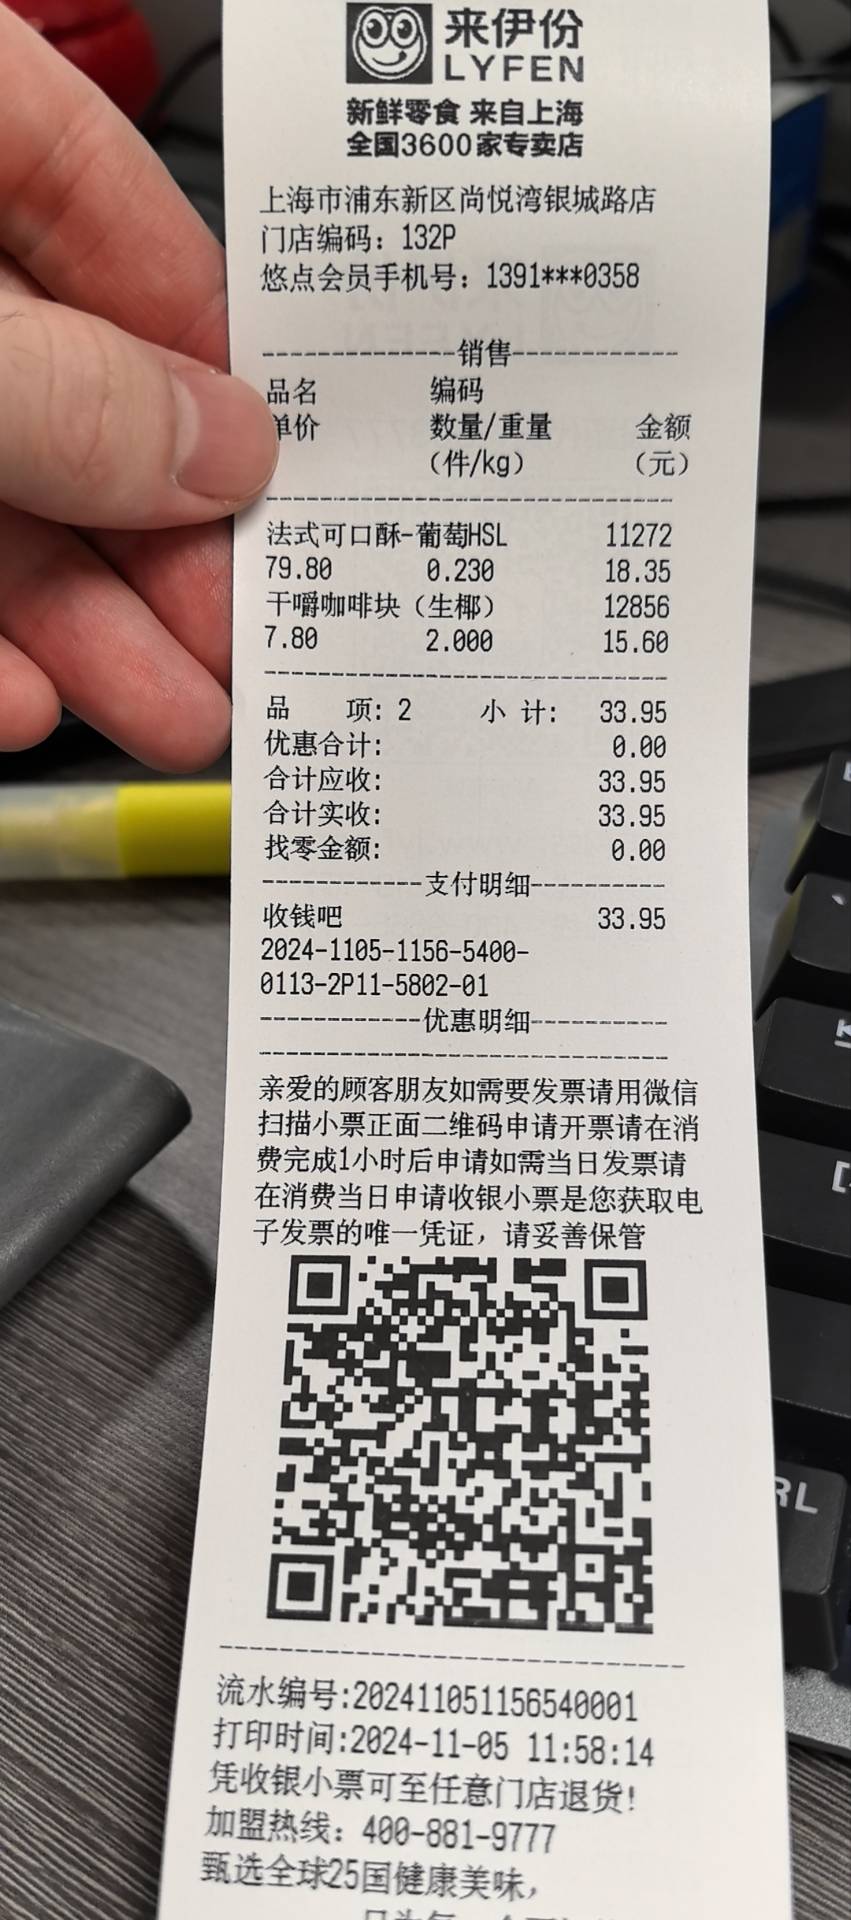 来伊份
LYFEN
新鲜零食 来自上海
全国3600家专卖店
上海市浦东新区尚悦湾银城路店
门店编码：132P
悠点会员手机号：1391***0358
--------------销售------------
品名 编码
单价 数量/重量 金额
（件/kg） （元）
------------------------------
法式可口酥-葡萄HSL 11272
79.80 0.230 18.35
干嚼咖啡块（生椰） 12856
7.80 2.000 15.60
------------------------------
品 项: 2 小 计: 33.95
优惠合计: 0.00
合计应收: 33.95
合计实收: 33.95
找零金额: 0.00
------------支付明细----------
收钱吧 33.95
2024-1105-1156-5400-
0113-2P11-5802-01
------------优惠明细----------
------------------------------
亲爱的顾客朋友如需要发票请用微信
扫描小票正面二维码申请开票请在消
费完成1小时后申请如需当日发票请
在消费当日申请收银小票是您获取电
子发票的唯一凭证，请妥善保管
------------------------------
流水编号:202411051156540001
打印时间:2024-11-05 11:58:14
凭收银小票可至任意门店退货!
加盟热线：400-881-9777
甄选全球25国健康美味，
K
RL